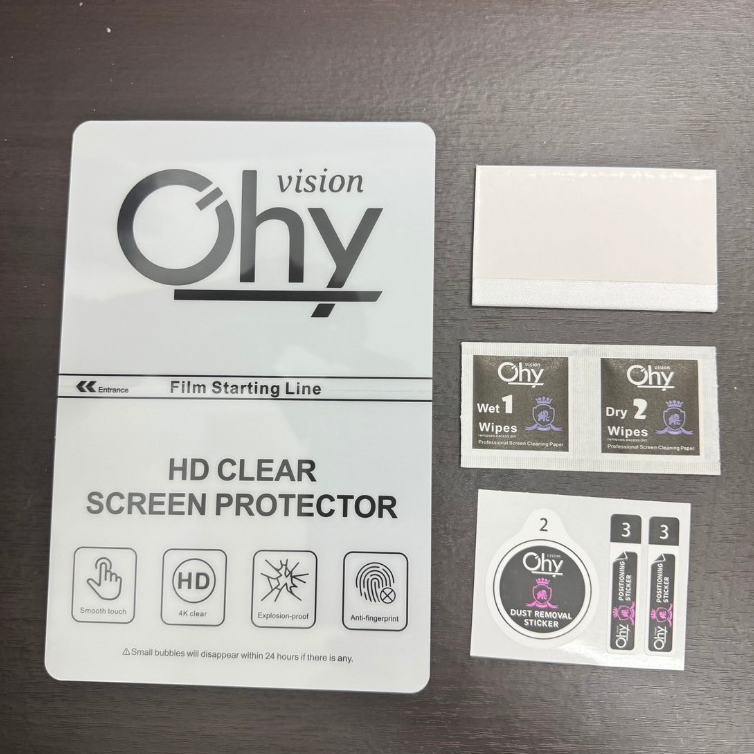 vision
Ohy
Entrance
Film Starting Line
HD CLEAR
SCREEN PROTECTOR
Smooth touch
HD
4K clear
Explosion-proof
Anti-fingerprint
⚠Small bubbles will disappear within 24 hours if there is any.
vision
Ohy
Wet 1
Wipes
Professional Screen Cleaning Paper
vision
Ohy
Dry 2
Wipes
Professional Screen Cleaning Paper
2
vision
Ohy
DUST REMOVAL
STICKER
3
POSITIONING
STICKER
Ohy
3
POSITIONING
STICKER
Ohy